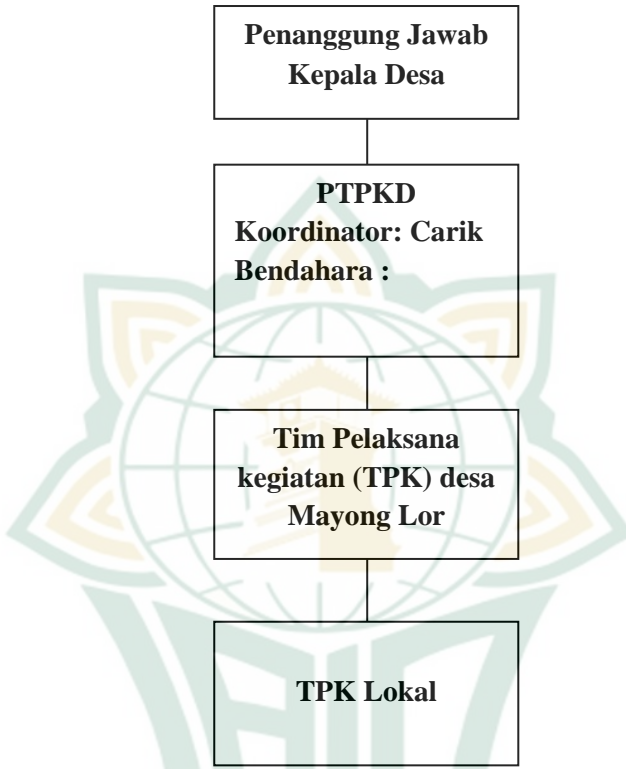 Penanggung Jawab
Kepala Desa
PTPKD
Koordinator: Carik
Bendahara :
Tim Pelaksana
kegiatan (TPK) desa
Mayong Lor
TPK Lokal